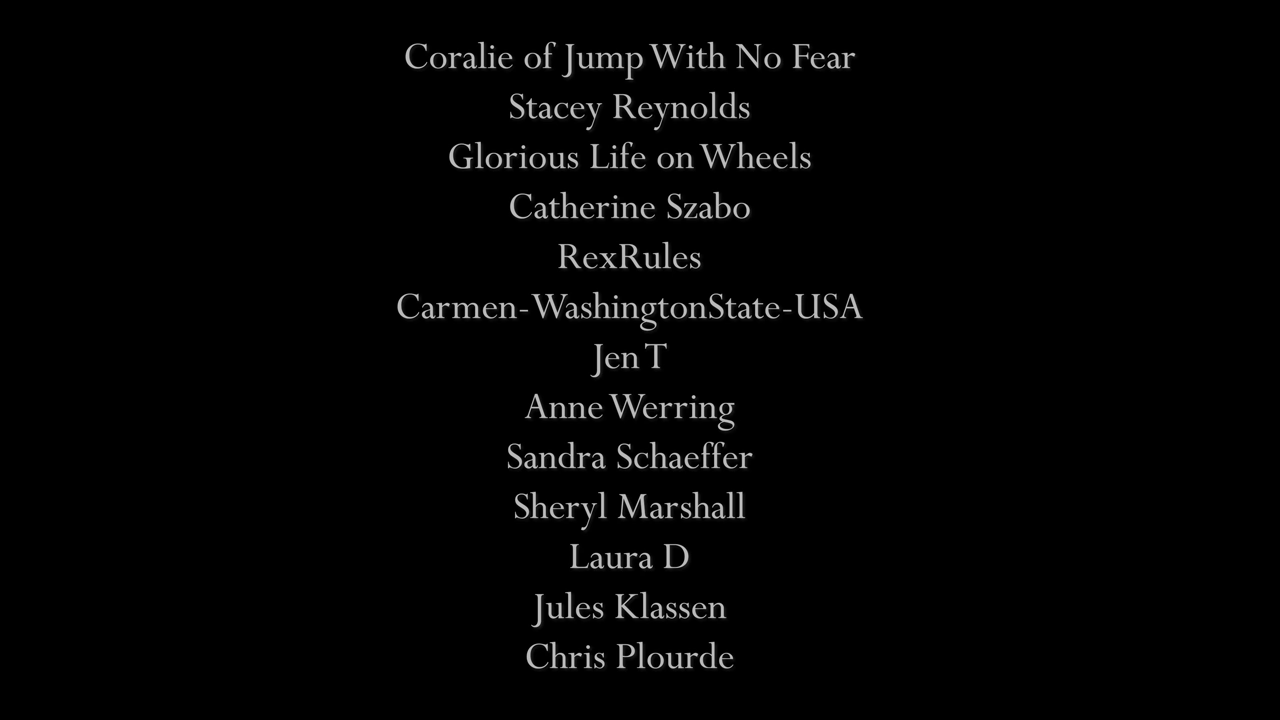 Coralie of Jump With No Fear
Stacey Reynolds
Glorious Life on Wheels
Catherine Szabo
RexRules
Carmen-WashingtonState-USA
Jen T
Anne Werring
Sandra Schaeffer
Sheryl Marshall
Laura D
Jules Klassen
Chris Plourde